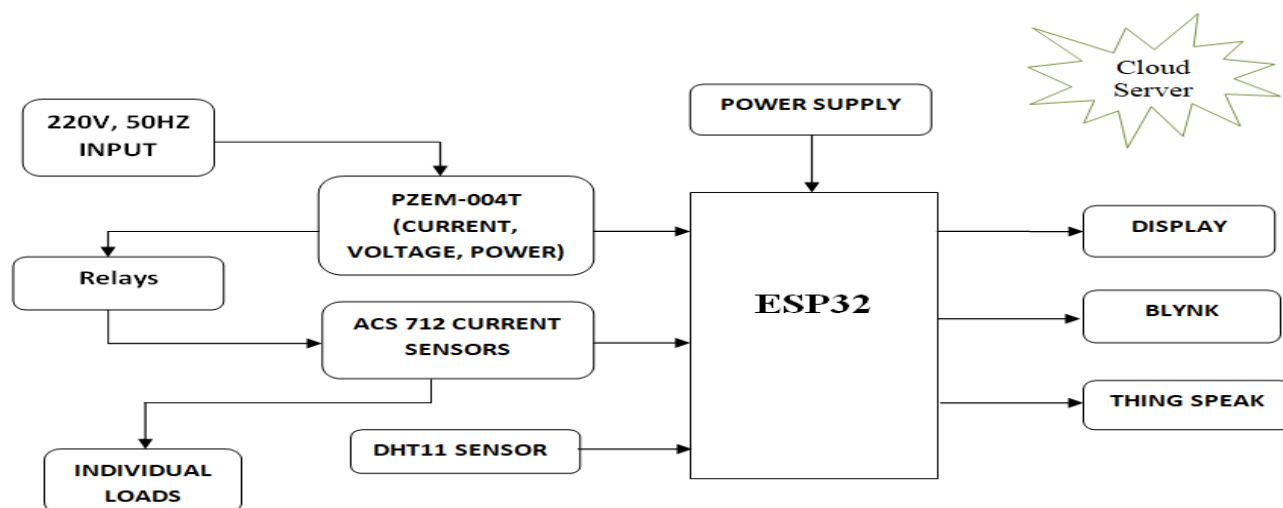 Cloud
Server
POWER SUPPLY
220V, 50HZ
INPUT
PZEM-004T
(CURRENT,
VOLTAGE, POWER)
DISPLAY
Relays
ESP32
ACS 712 CURRENT
SENSORS
BLYNK
THING SPEAK
DHT11 SENSOR
INDIVIDUAL
LOADS